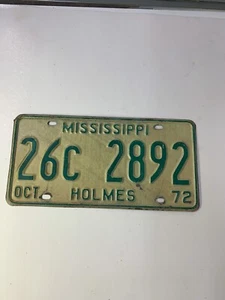 MISSISSIPPI
26C 2892
OCT. HOLMES 72